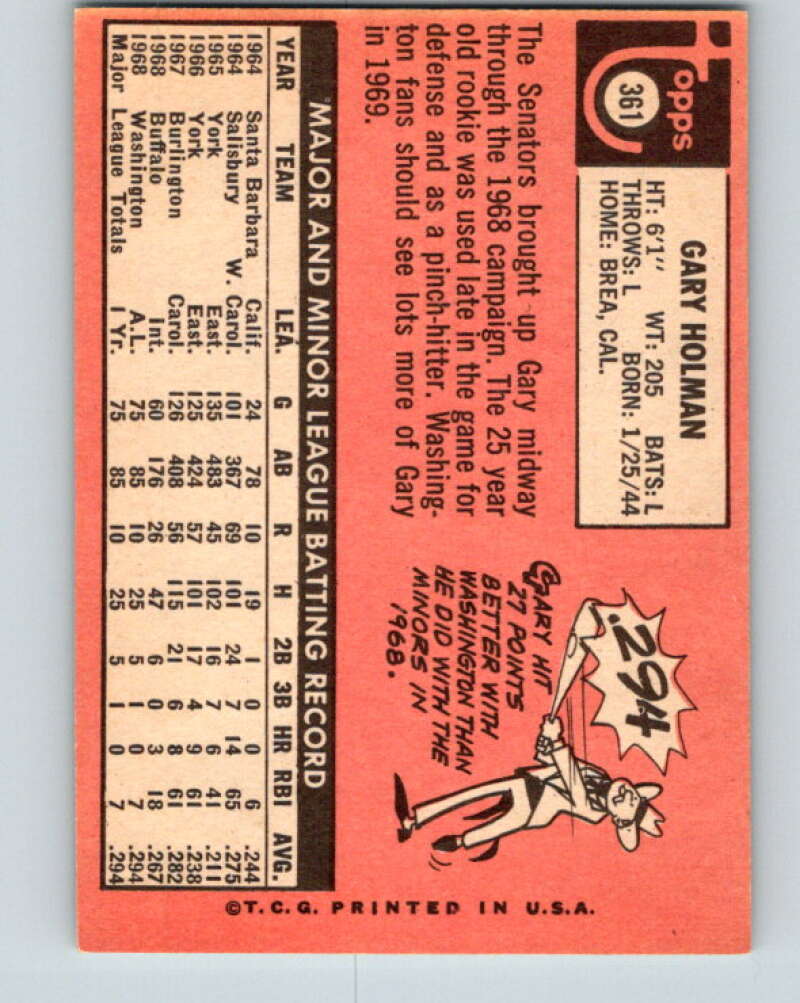 Topps
361
GARY HOLMAN
HT: 6'1" WT: 205 BATS: L
THROWS: L BORN: 1/25/44
HOME: BREA, CAL.
The Senators brought up Gary midway
through the 1968 campaign. The 25 year
old rookie was used late in the game for
defense and as a pinch-hitter. Washing-
ton fans should see lots more of Gary
in 1969.
.294
GARY HIT
27 POINTS
BETTER WITH
WASHINGTON THAN
HE DID WITH THE
MINORS IN
1968.
MAJOR AND MINOR LEAGUE BATTING RECORD
YEAR TEAM LEA. G AB R H 2B 3B HR RBI AVG.
1964 Santa Barbara Calif. 24 78 10 19 1 0 0 6 .244
1964 Salisbury W. Carol. 101 367 69 101 24 7 14 65 .275
1965 York East. 135 483 45 102 16 7 6 41 .211
1966 York East. 125 424 57 101 17 4 9 61 .238
1967 Burlington Carol. 126 408 56 115 21 6 8 61 .282
1968 Buffalo Int. 60 176 26 47 6 0 3 18 .267
1968 Washington A.L. 75 85 10 25 5 1 0 7 .294
Major League Totals 1 Yr. 75 85 10 25 5 1 0 7 .294
©T.C.G. PRINTED IN U.S.A.